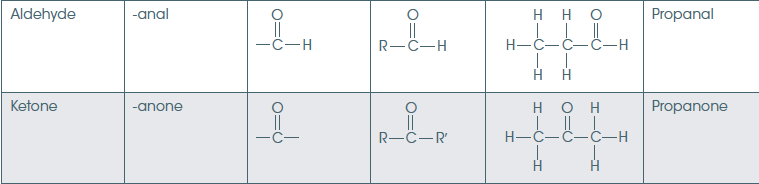 Aldehyde -anal O O H H O Propanal
—C—H R—C—H H—C—C—C—H
H H
Ketone -anone O O H O H Propanone
—C— R—C—R′ H—C—C—C—H
H H